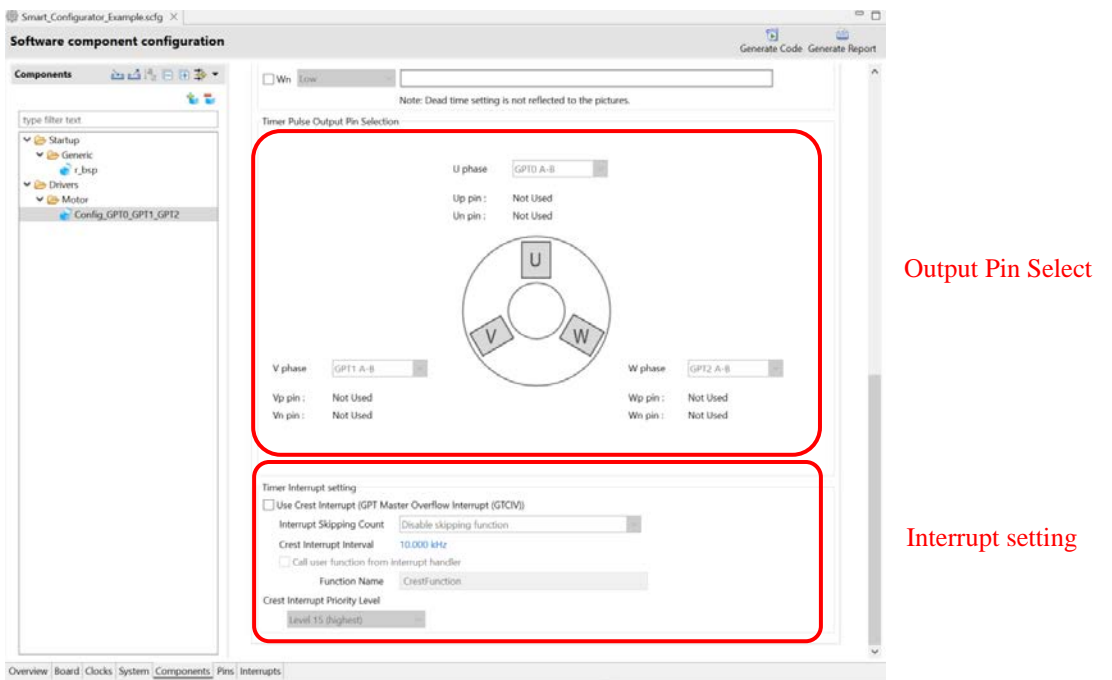 Smart_Configurator_Example.scfg
Software component configuration
Generate Code Generate Report
Components
type filter text
Startup
Generic
r_bsp
Drivers
Motor
Config_GPT0_GPT1_GPT2
Wn Low
Note: Dead time setting is not reflected to the pictures.
Timer Pulse Output Pin Selection
U phase GPT0 A-B
Up pin : Not Used
Un pin : Not Used
U
V
W
V phase GPT1 A-B
Vp pin : Not Used
Vn pin : Not Used
W phase GPT2 A-B
Wp pin : Not Used
Wn pin : Not Used
Output Pin Select
Timer Interrupt setting
Use Crest Interrupt (GPT Master Overflow Interrupt (GTCIV))
Interrupt Skipping Count Disable skipping function
Crest Interrupt Interval 10.000 kHz
Call user function from interrupt handler
Function Name CrestFunction
Crest Interrupt Priority Level
Level 15 (highest)
Interrupt setting
Overview Board Clocks System Components Pins Interrupts